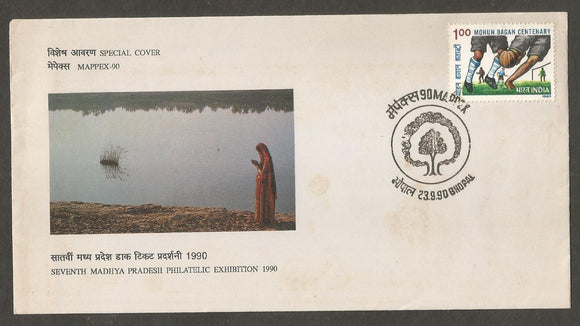 विशेष आवरण SPECIAL COVER
मेपेक्स MAPPEX-90
सातवीं मध्य प्रदेश डाक टिकट प्रदर्शनी 1990
SEVENTH MADHYA PRADESH PHILATELIC EXHIBITION 1990
1.00 MOHUN BAGAN CENTENARY
मोहन बागान शताब्दी
भारत INDIA
मेपेक्स 90 MAPPEX
भोपाल 23.9.90 BHOPAL